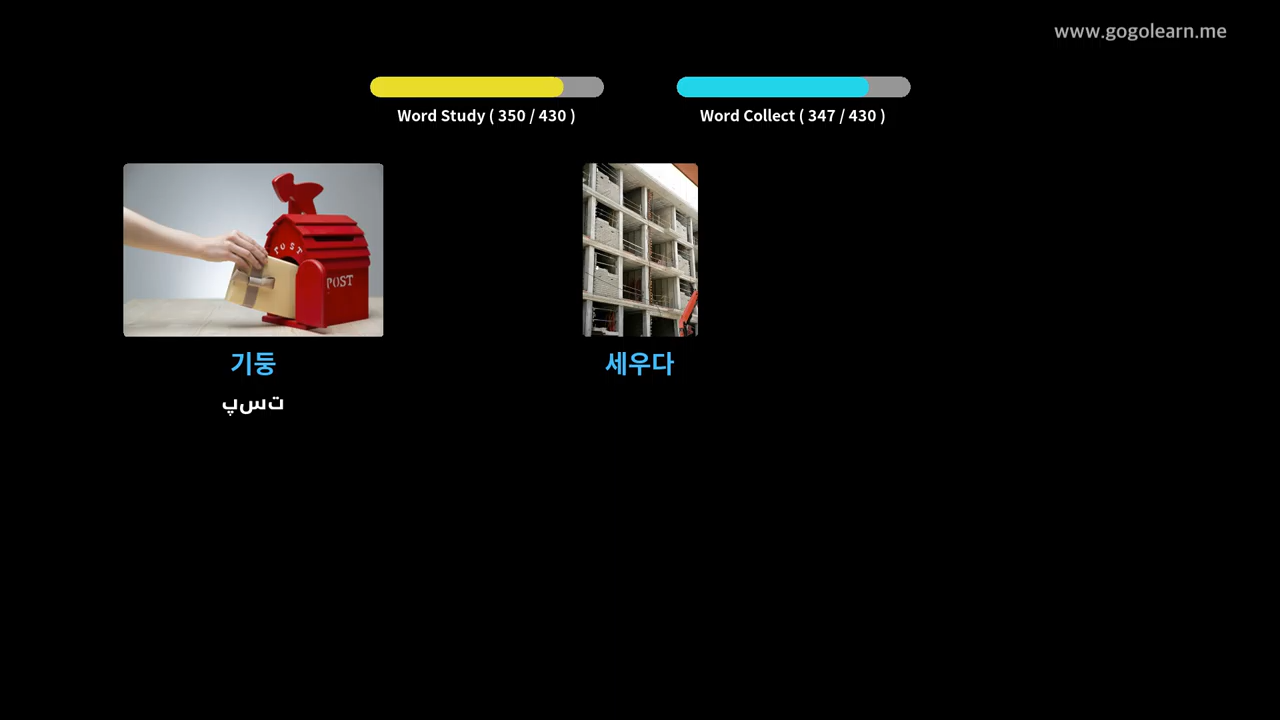 www.gogolearn.me
Word Study ( 350 / 430 )
Word Collect ( 347 / 430 )
POST
POST
기둥
세우다
تسپ